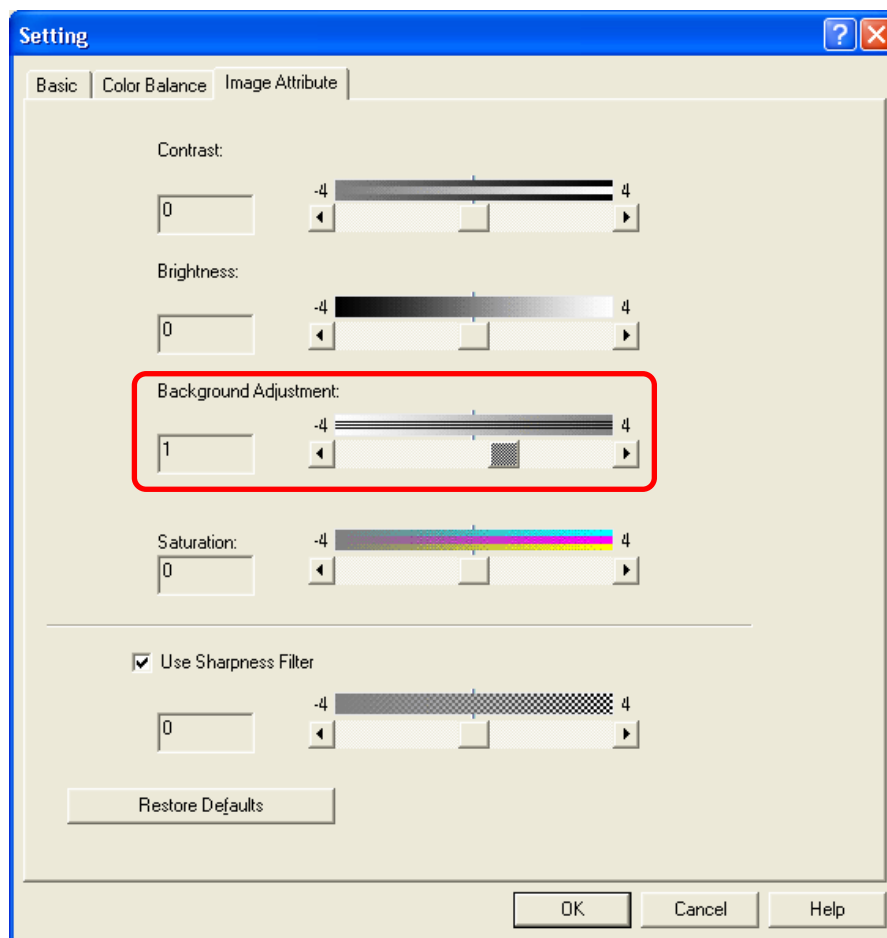 Setting
Basic Color Balance Image Attribute
Contrast:
-4 4
0
Brightness:
-4 4
0
Background Adjustment:
-4 4
1
Saturation: -4 4
0
Use Sharpness Filter
-4 4
0
Restore Defaults
OK Cancel Help